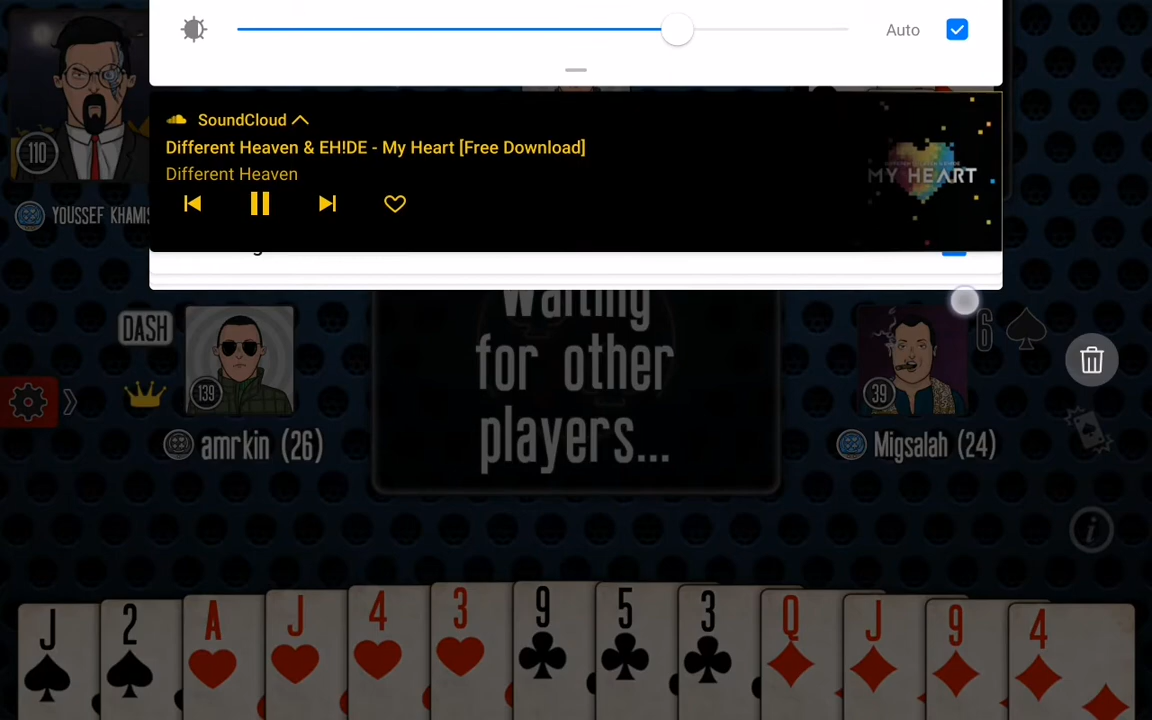 Auto
SoundCloud
Different Heaven & EH!DE - My Heart [Free Download]
Different Heaven
MY HEART
110
YOUSSEF KHAMIS
DASH
139
amrkin (26)
Waiting
for other
players...
6
39
Migsalah (24)
i
J
2
A
J
4
3
9
5
3
Q
J
9
4